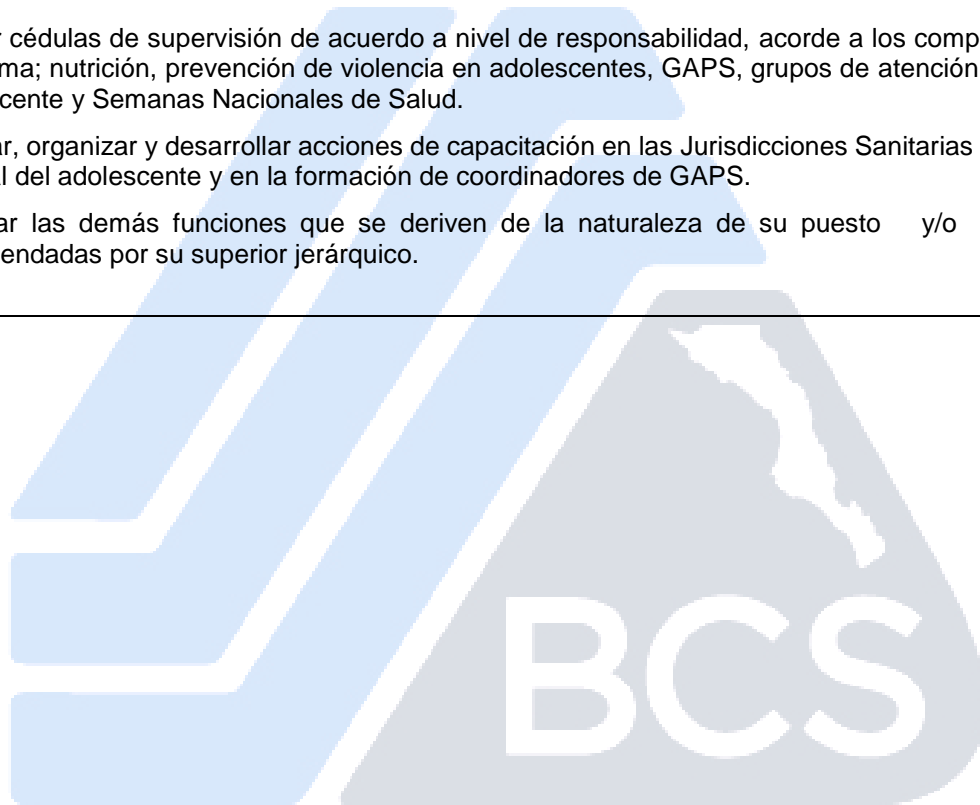 r cédulas de supervisión de acuerdo a nivel de responsabilidad, acorde a los comp
ma; nutrición, prevención de violencia en adolescentes, GAPS, grupos de atención
cente y Semanas Nacionales de Salud.
ar, organizar y desarrollar acciones de capacitación en las Jurisdicciones Sanitarias
al del adolescente y en la formación de coordinadores de GAPS.
ar las demás funciones que se deriven de la naturaleza de su puesto y/o
endadas por su superior jerárquico.
BCS